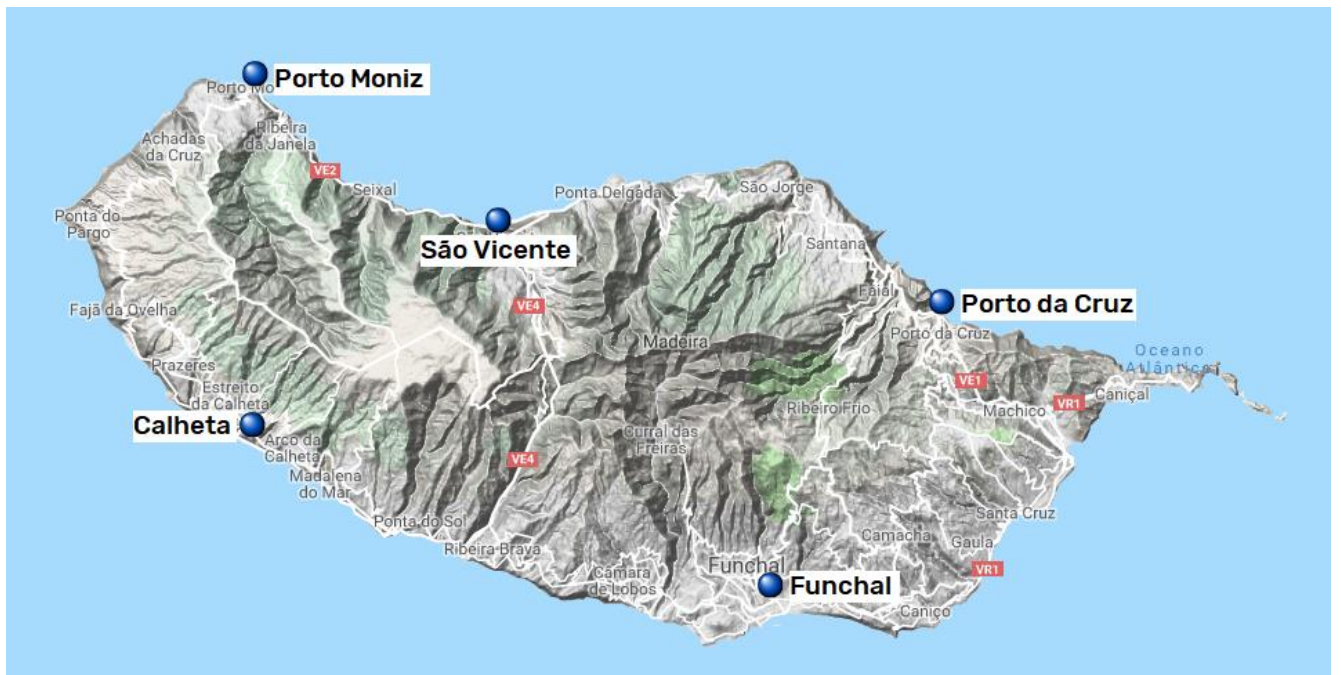 Porto Moniz
Porto Mo
Ribeira
da Janela
Achadas
da Cruz
VE2
Seixal
Ponta Delgada
São Jorge
Ponta do
Pargo
São Vicente
Santana
Faial
Porto da Cruz
Fajã da Ovelha
VE4
Porto da Cruz
Madeira
Oceano
Atlântico
Prazeres
VE1
Estreito
da Calheta
Caniçal
VR1
Ribeiro Frio
Machico
Calheta
Arco da
Calheta
Curral das
Freiras
VE4
Madalena
do Mar
Santa Cruz
Ponta do Sol
Camacha
Gaula
Ribeira Brava
Funchal
VR1
Câmara
de Lobos
Funchal
Caniço